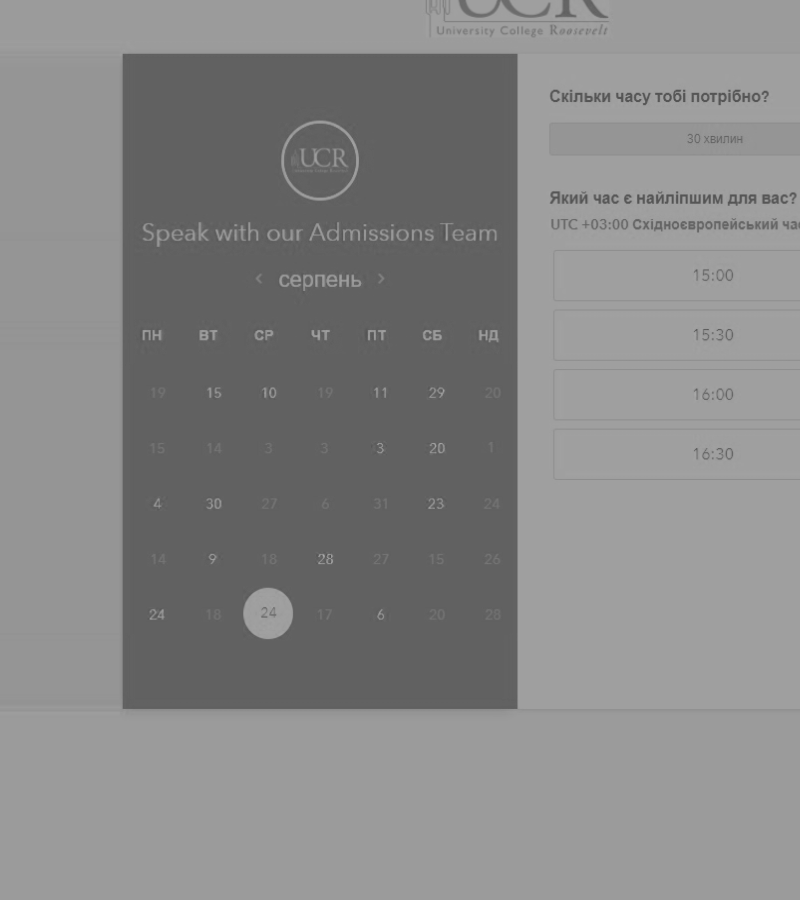 UCR
University College Roosevelt
UCR
Speak with our Admissions Team
‹ серпень ›
ПН ВТ СР ЧТ ПТ СБ НД
19 15 10 19 11 29 20
15 14 3 3 3 20 1
4 30 27 6 31 23 24
14 9 18 28 27 15 26
24 18 24 17 6 20 28
Скільки часу тобі потрібно?
30 хвилин
Який час є найліпшим для вас?
UTC +03:00 Східноєвропейський
15:00
15:30
16:00
16:30